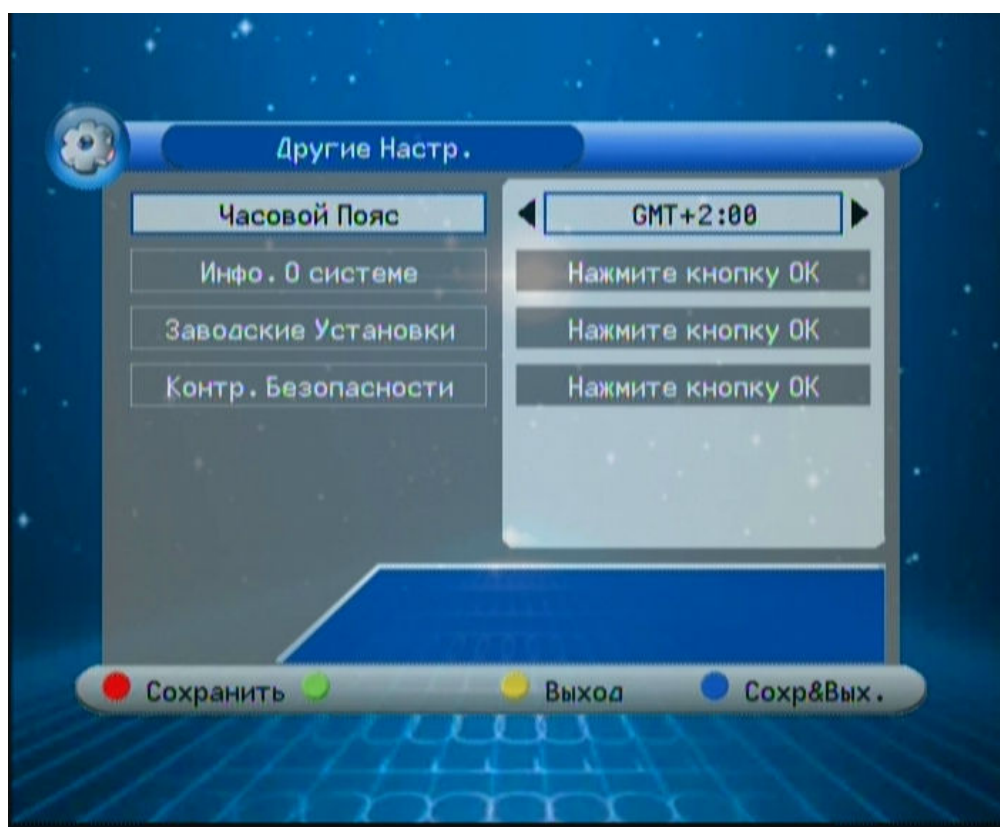 Другие Настр.
Часовой Пояс
GMT+2:00
Инфо. О системе
Нажмите кнопку OK
Заводские Установки
Нажмите кнопку OK
Контр. Безопасности
Нажмите кнопку OK
Сохранить
Выход
Сохр&Вых.